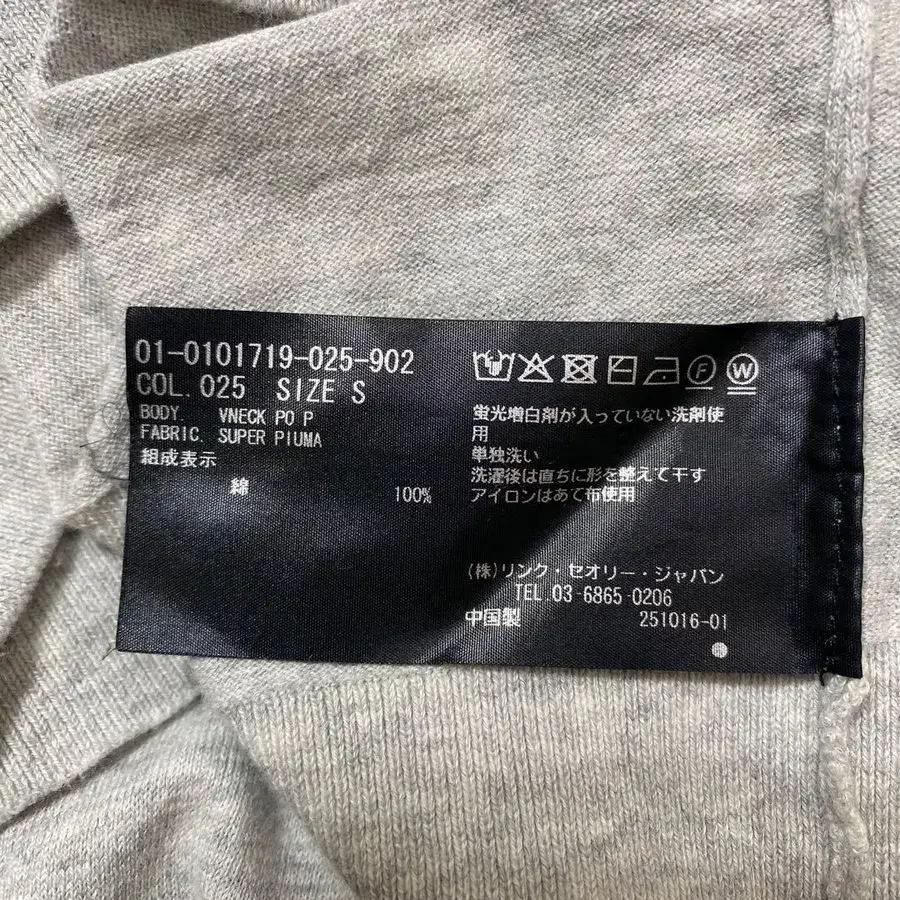 01-0101719-025-902
COL. 025 SIZE S
BODY. VNECK PO P
FABRIC. SUPER PIUMA
組成表示
綿 100%
P
W
蛍光増白剤が入っていない洗剤使
用
単独洗い
洗濯後は直ちに形を整えて干す
アイロンはあて布使用
(株)リンク・セオリー・ジャパン
TEL.03-6865-0206
中国製 251016-01